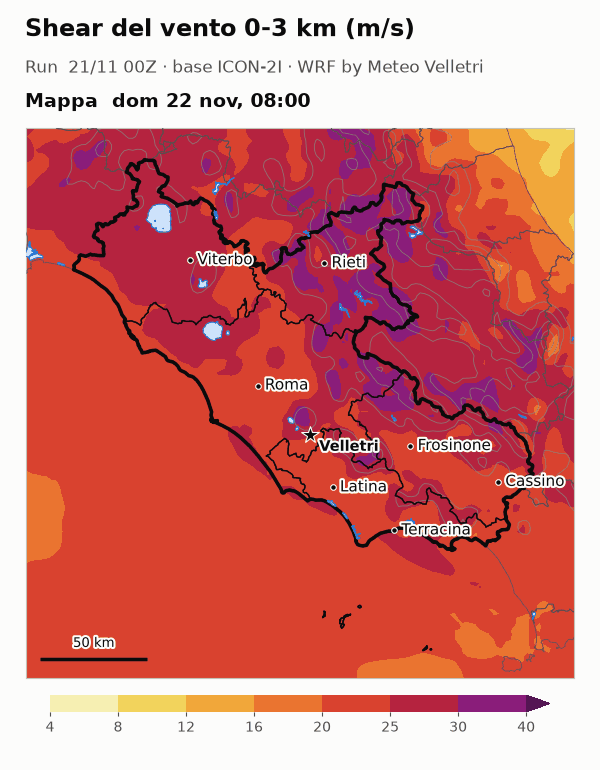 Shear del vento 0-3 km (m/s)
Run  21/11 00Z · base ICON-2I · WRF by Meteo Velletri
Mappa  dom 22 nov, 08:00
Viterbo
Rieti
Roma
Velletri
Frosinone
Latina
Cassino
Terracina
50 km
4 8 12 16 20 25 30 40